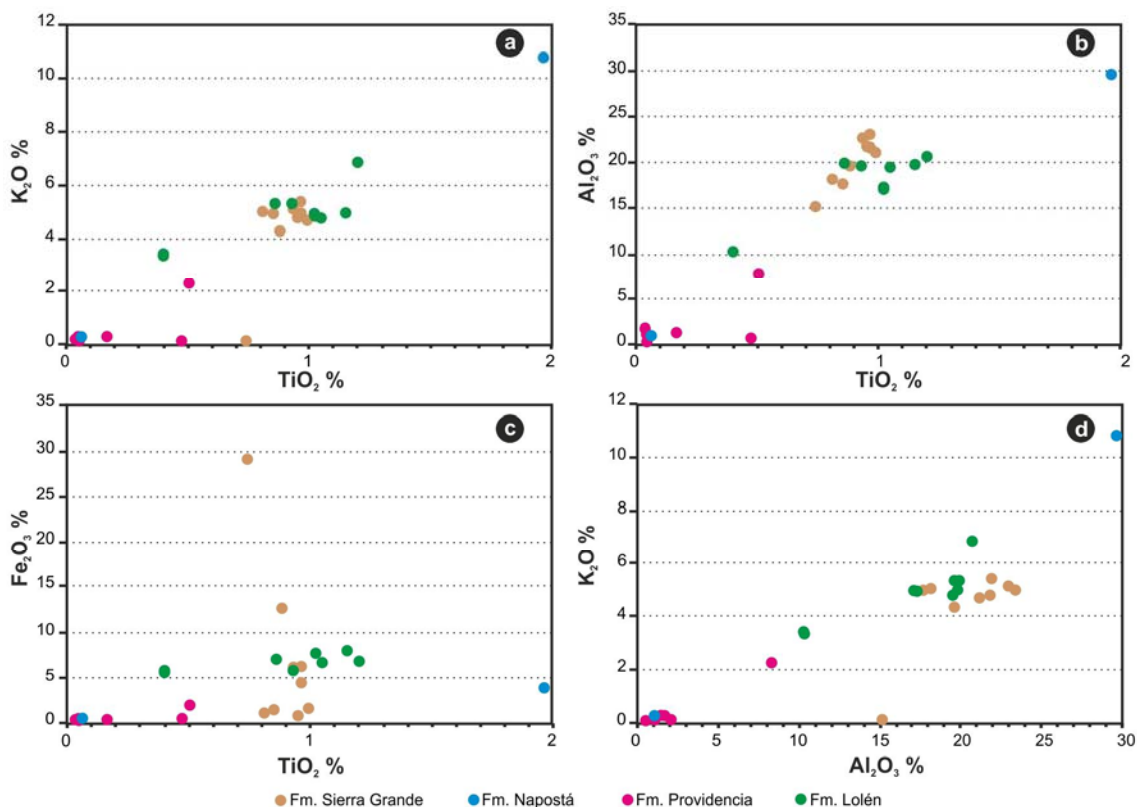 12
10
8
6
4
2
0
K₂O %
a
0
1
2
TiO₂ %
35
30
25
20
15
10
5
0
Al₂O₃ %
b
0
1
2
TiO₂ %
35
30
25
20
15
10
5
0
Fe₂O₃ %
c
0
1
2
TiO₂ %
12
10
8
6
4
2
0
K₂O %
d
0 5 10 15 20 25 30
Al₂O₃ %
Fm. Sierra Grande Fm. Napostá Fm. Providencia Fm. Lolén